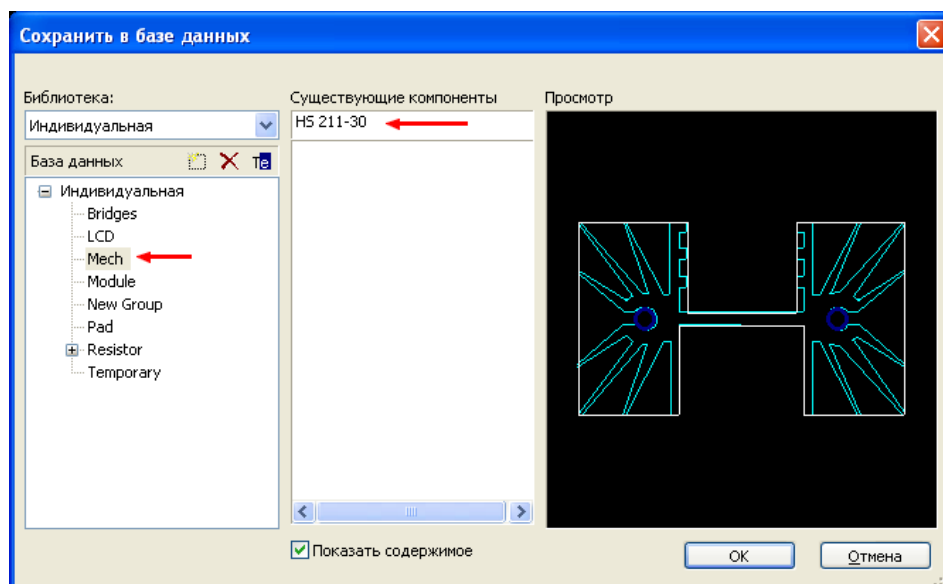 Сохранить в базе данных
Библиотека:
Индивидуальная
База данных
Te
Индивидуальная
Bridges
LCD
Mech
Module
New Group
Pad
Resistor
Temporary
Существующие компоненты
HS 211-30
Показать содержимое
Просмотр
OK
Отмена